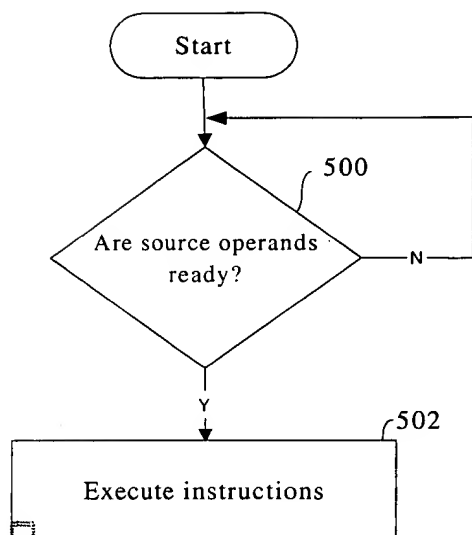 Start
500
Are source operands
ready?
N
Y
502
Execute instructions